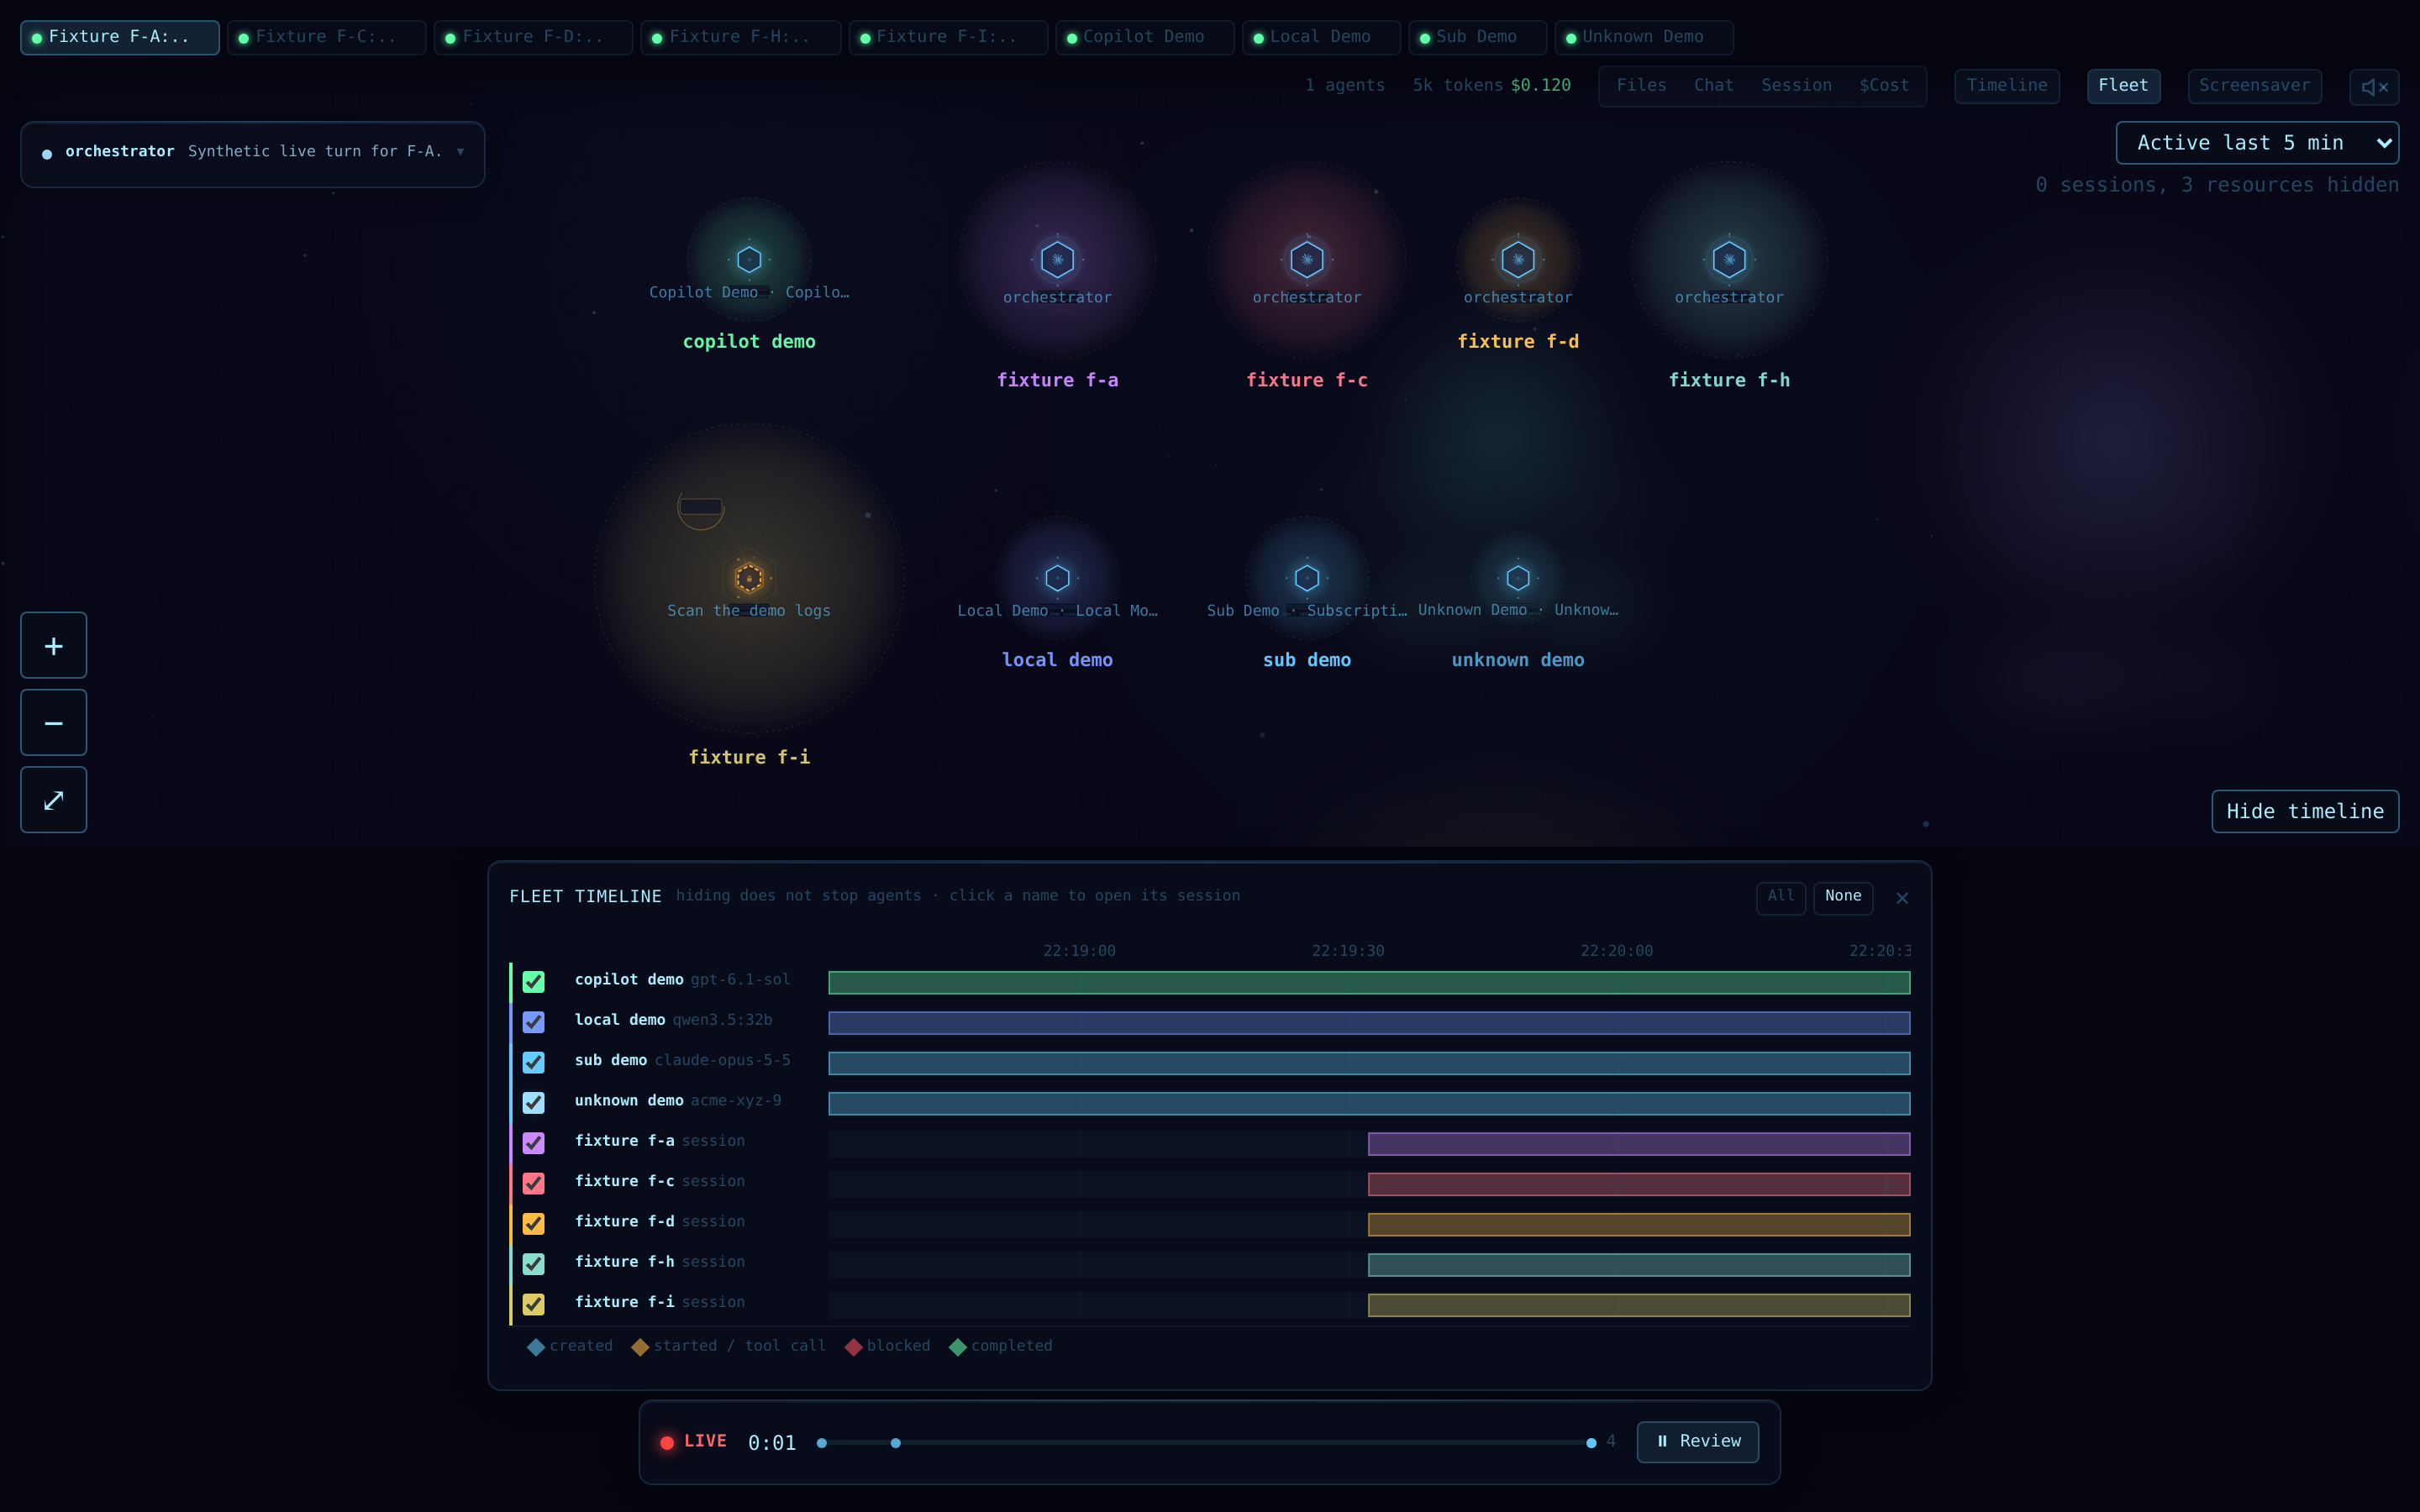 Fixture F-A:.. Fixture F-C:.. Fixture F-D:.. Fixture F-H:.. Fixture F-I:.. Copilot Demo Local Demo Sub Demo Unknown Demo
1 agents 5k tokens $0.120 Files Chat Session $Cost Timeline Fleet Screensaver
orchestrator Synthetic live turn for F-A.
Active last 5 min
0 sessions, 3 resources hidden
Copilot Demo · Copilo…
copilot demo
orchestrator
fixture f-a
orchestrator
fixture f-c
orchestrator
fixture f-d
orchestrator
fixture f-h
Scan the demo logs
fixture f-i
Local Demo · Local Mo…
local demo
Sub Demo · Subscripti…
sub demo
Unknown Demo · Unknow…
unknown demo
+
−
Hide timeline
FLEET TIMELINE hiding does not stop agents · click a name to open its session All None ×
22:19:00 22:19:30 22:20:00 22:20:3
copilot demo gpt-6.1-sol
local demo qwen3.5:32b
sub demo claude-opus-5-5
unknown demo acme-xyz-9
fixture f-a session
fixture f-c session
fixture f-d session
fixture f-h session
fixture f-i session
created started / tool call blocked completed
LIVE 0:01 4 Review